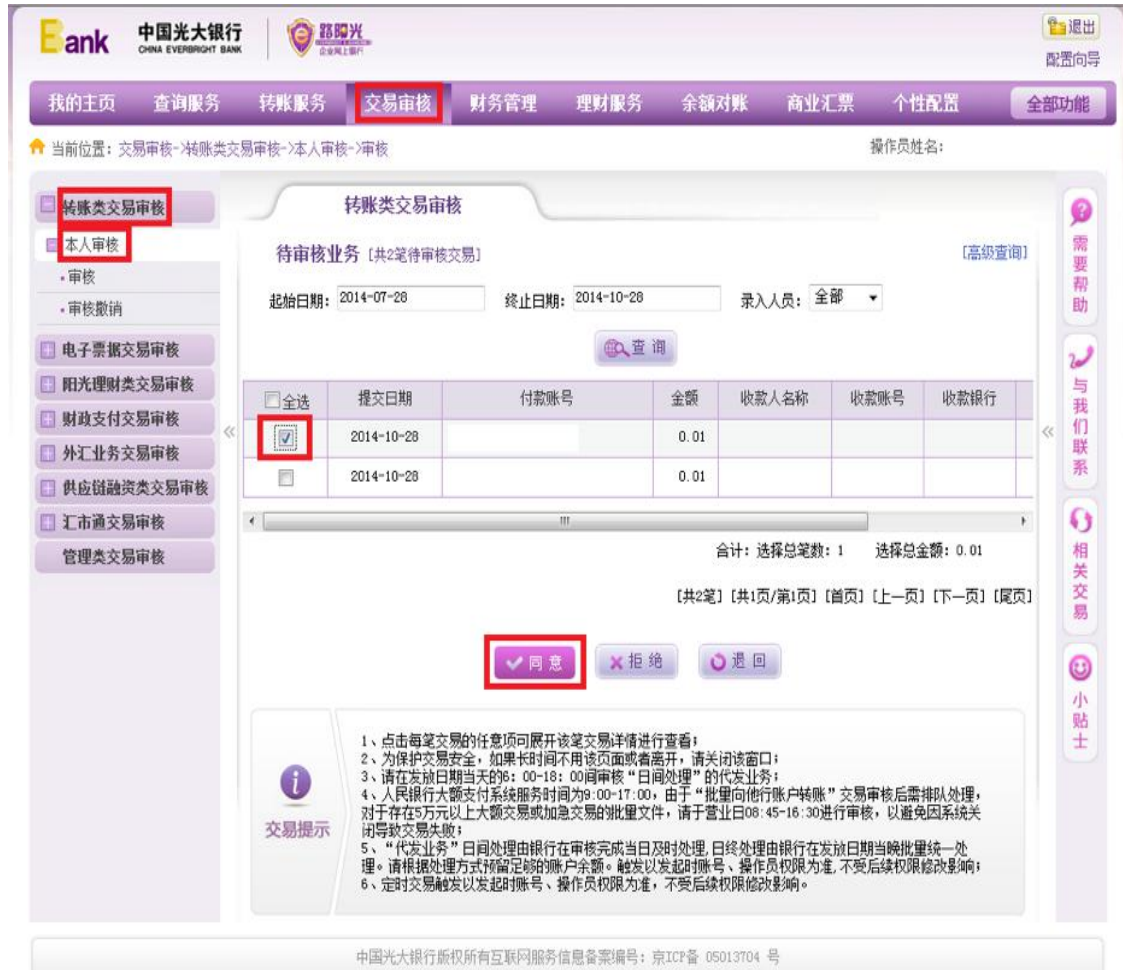 Bank 中国光大银行
CHINA EVERBRIGHT BANK
企业网上银行
退出
配置向导
我的主页 查询服务 转账服务 交易审核 财务管理 理财服务 余额对账 商业汇票 个性配置 全部功能
当前位置：交易审核->转账类交易审核->本人审核->审核
操作员姓名：
转账类交易审核
本人审核
审核
审核撤销
电子票据交易审核
阳光理财类交易审核
财政支付交易审核
外汇业务交易审核
供应链融资类交易审核
汇市通交易审核
管理类交易审核
转账类交易审核
待审核业务 [共2笔待审核交易] [高级查询]
起始日期： 2014-07-28 终止日期： 2014-10-28 录入人员： 全部
查询
全选 提交日期 付款账号 金额 收款人名称 收款账号 收款银行
2014-10-28 0.01
2014-10-28 0.01
合计：选择总笔数：1 选择总金额：0.01
[共2笔] [共1页/第1页] [首页] [上一页] [下一页] [尾页]
同意 拒绝 退回
交易提示
1、点击每笔交易的任意项可展开该笔交易详情进行查看；
2、为保护交易安全，如果长时间不用该页面或者离开，请关闭该窗口；
3、请在发放日期当天的6：00-18：00间审核“日间处理”的代发业务；
4、人民银行大额支付系统服务时间为9:00-17:00，由于“批量向他行账户转账”交易审核后需排队处理，
对于存在5万元以上大额交易或加急交易的批量文件，请于营业日08:45-16:30进行审核，以避免因系统关
闭导致交易失败；
5、“代发业务”日间处理由银行在审核完成当日及时处理,日终处理由银行在发放日期当晚批量统一处
理。请根据处理方式预留足够的账户余额。触发以发起时账号、操作员权限为准,不受后续权限修改影响；
6、定时交易触发以发起时账号、操作员权限为准，不受后续权限修改影响。
需要帮助
与我们联系
相关交易
小贴士
中国光大银行版权所有互联网服务信息备案编号：京ICP备 05013704 号